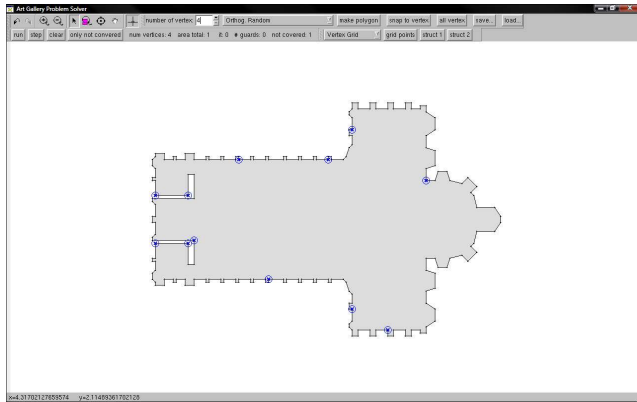 Art Gallery Problem Solver
number of vertex: 4 Orthog. Random make polygon snap to vertex all vertex save... load...
run step clear only not convered num vertices: 4 area total: 1 it: 0 # guards: 0 not covered: 1 Vertex Grid grid points struct 1 struct 2
x=4.31702127659574 y=2.11489361702128